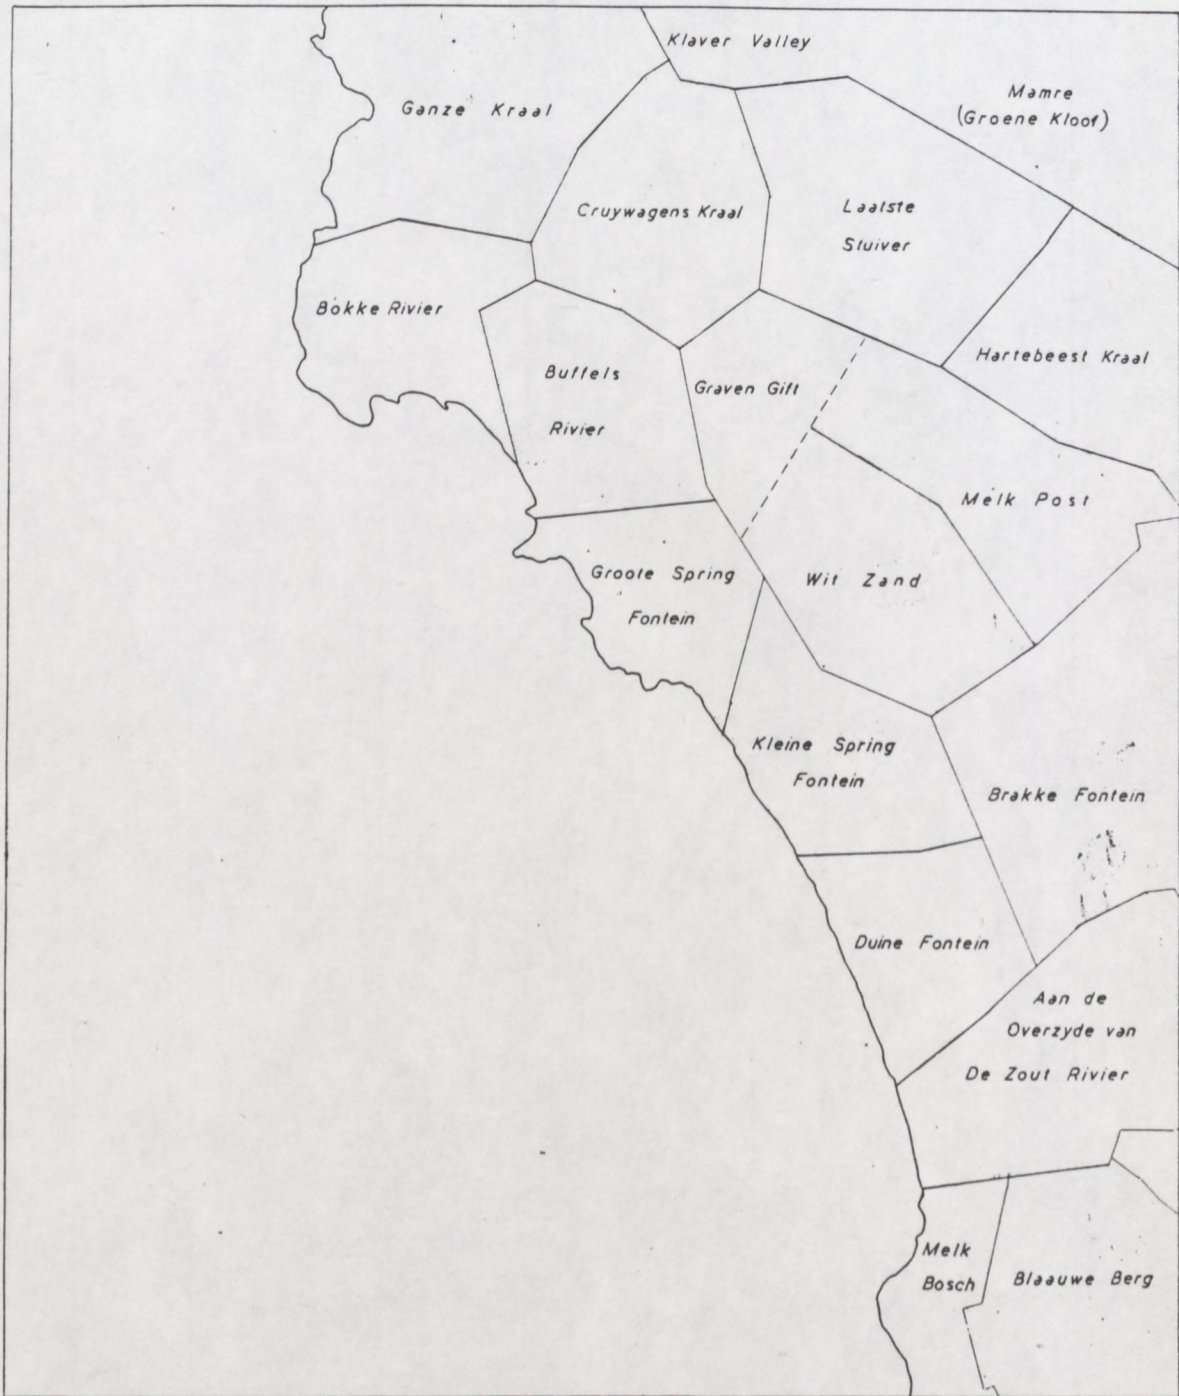 Klaver Valley
Mamre
(Groene Kloof)
Ganze Kraal
Cruywagens Kraal
Laatste
Stuiver
Bokke Rivier
Hartebeest Kraal
Buffels
Rivier
Graven Gift
Melk Post
Groote Spring
Fontein
Wit Zand
Kleine Spring
Fontein
Brakke Fontein
Duine Fontein
Aan de
Overzyde van
De Zout Rivier
Melk
Bosch
Blaauwe Berg